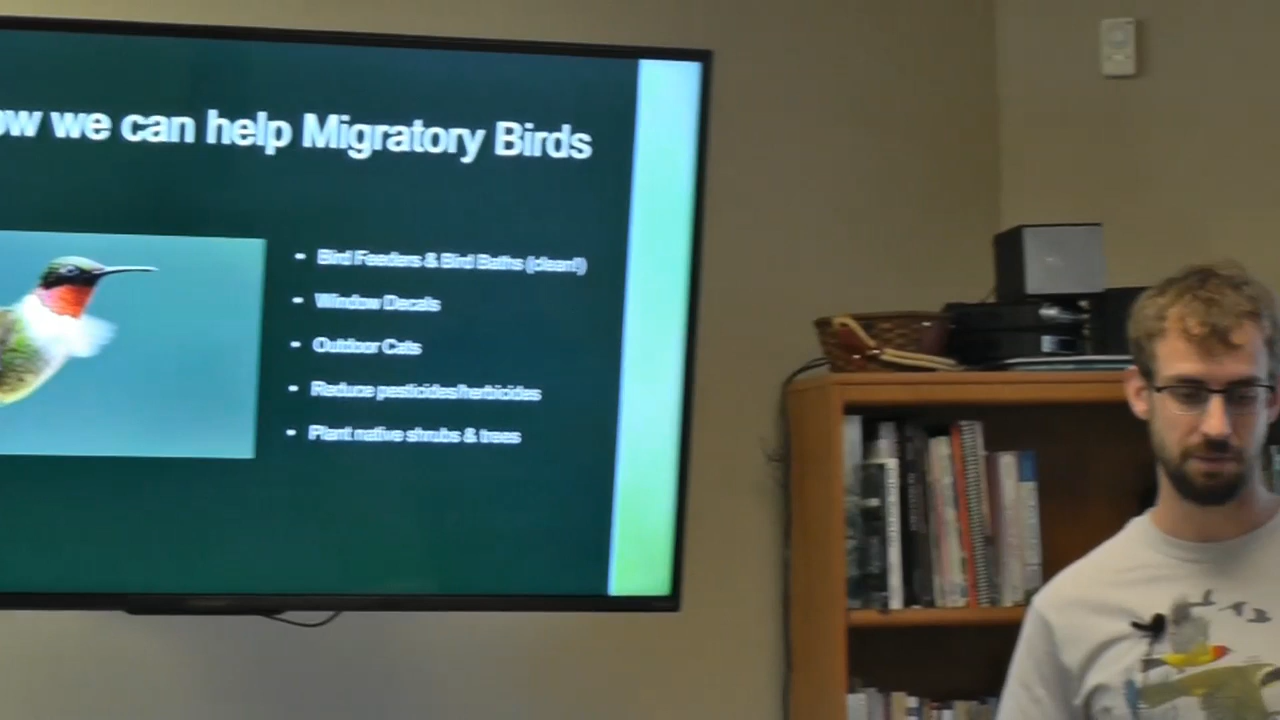 ow we can help Migratory Birds
• Bird Feeders & Bird Baths (clean!)
• Window Decals
• Outdoor Cats
• Reduce pesticides/herbicides
• Plant native shrubs & trees